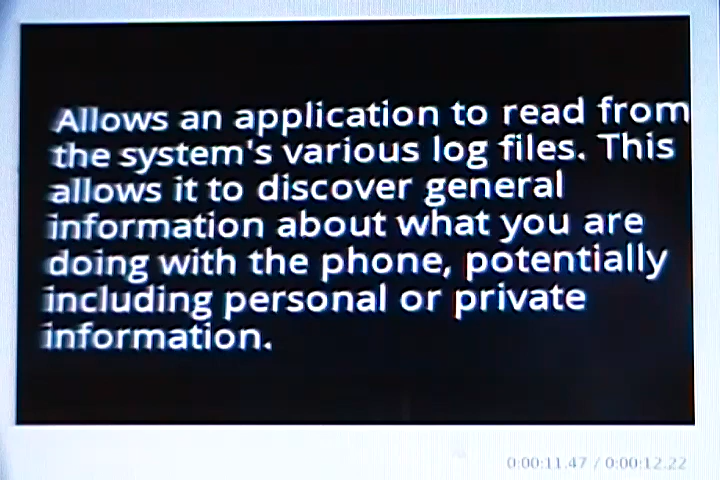 Allows an application to read from
the system's various log files. This
allows it to discover general
information about what you are
doing with the phone, potentially
including personal or private
information.
0:00:11.47 / 0:00:12.22